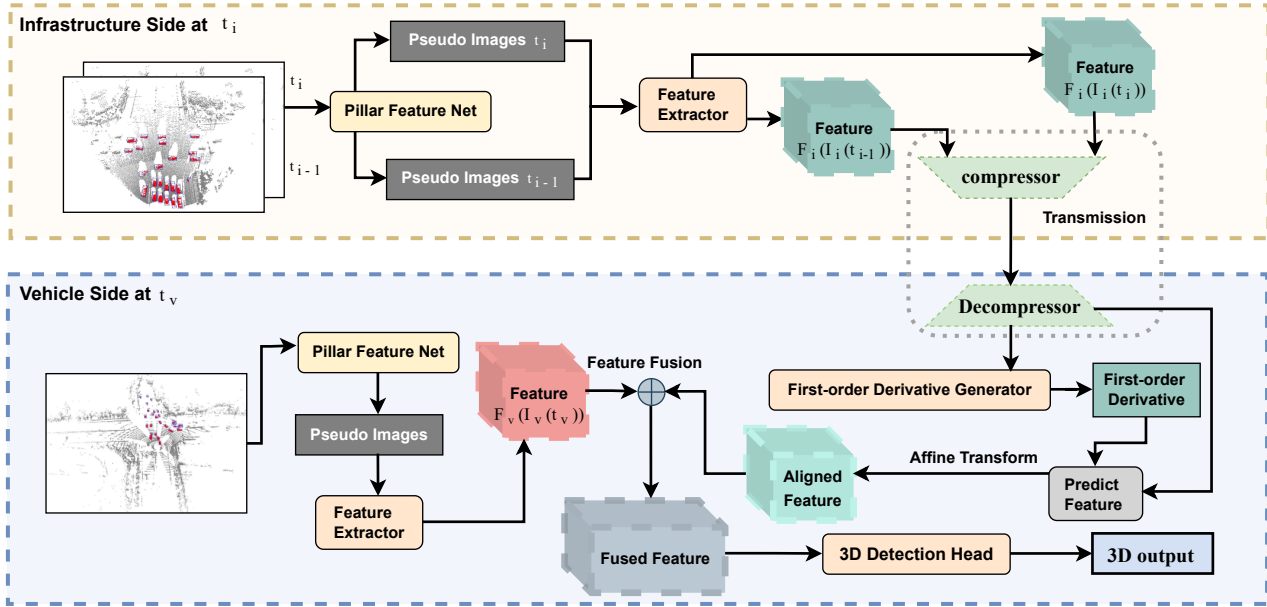 Infrastructure Side at t i
t i
t i - 1
Pillar Feature Net
Pseudo Images t i
Pseudo Images t i - 1
Feature
Extractor
Feature
F i (I i (t i-1))
Feature
F i (I i (t i))
compressor
Transmission
Vehicle Side at t v
Decompressor
Pillar Feature Net
Pseudo Images
Feature
Extractor
Feature
F v (I v (t v))
Feature Fusion
First-order Derivative Generator
First-order
Derivative
Predict
Feature
Affine Transform
Aligned
Feature
Fused Feature
3D Detection Head
3D output